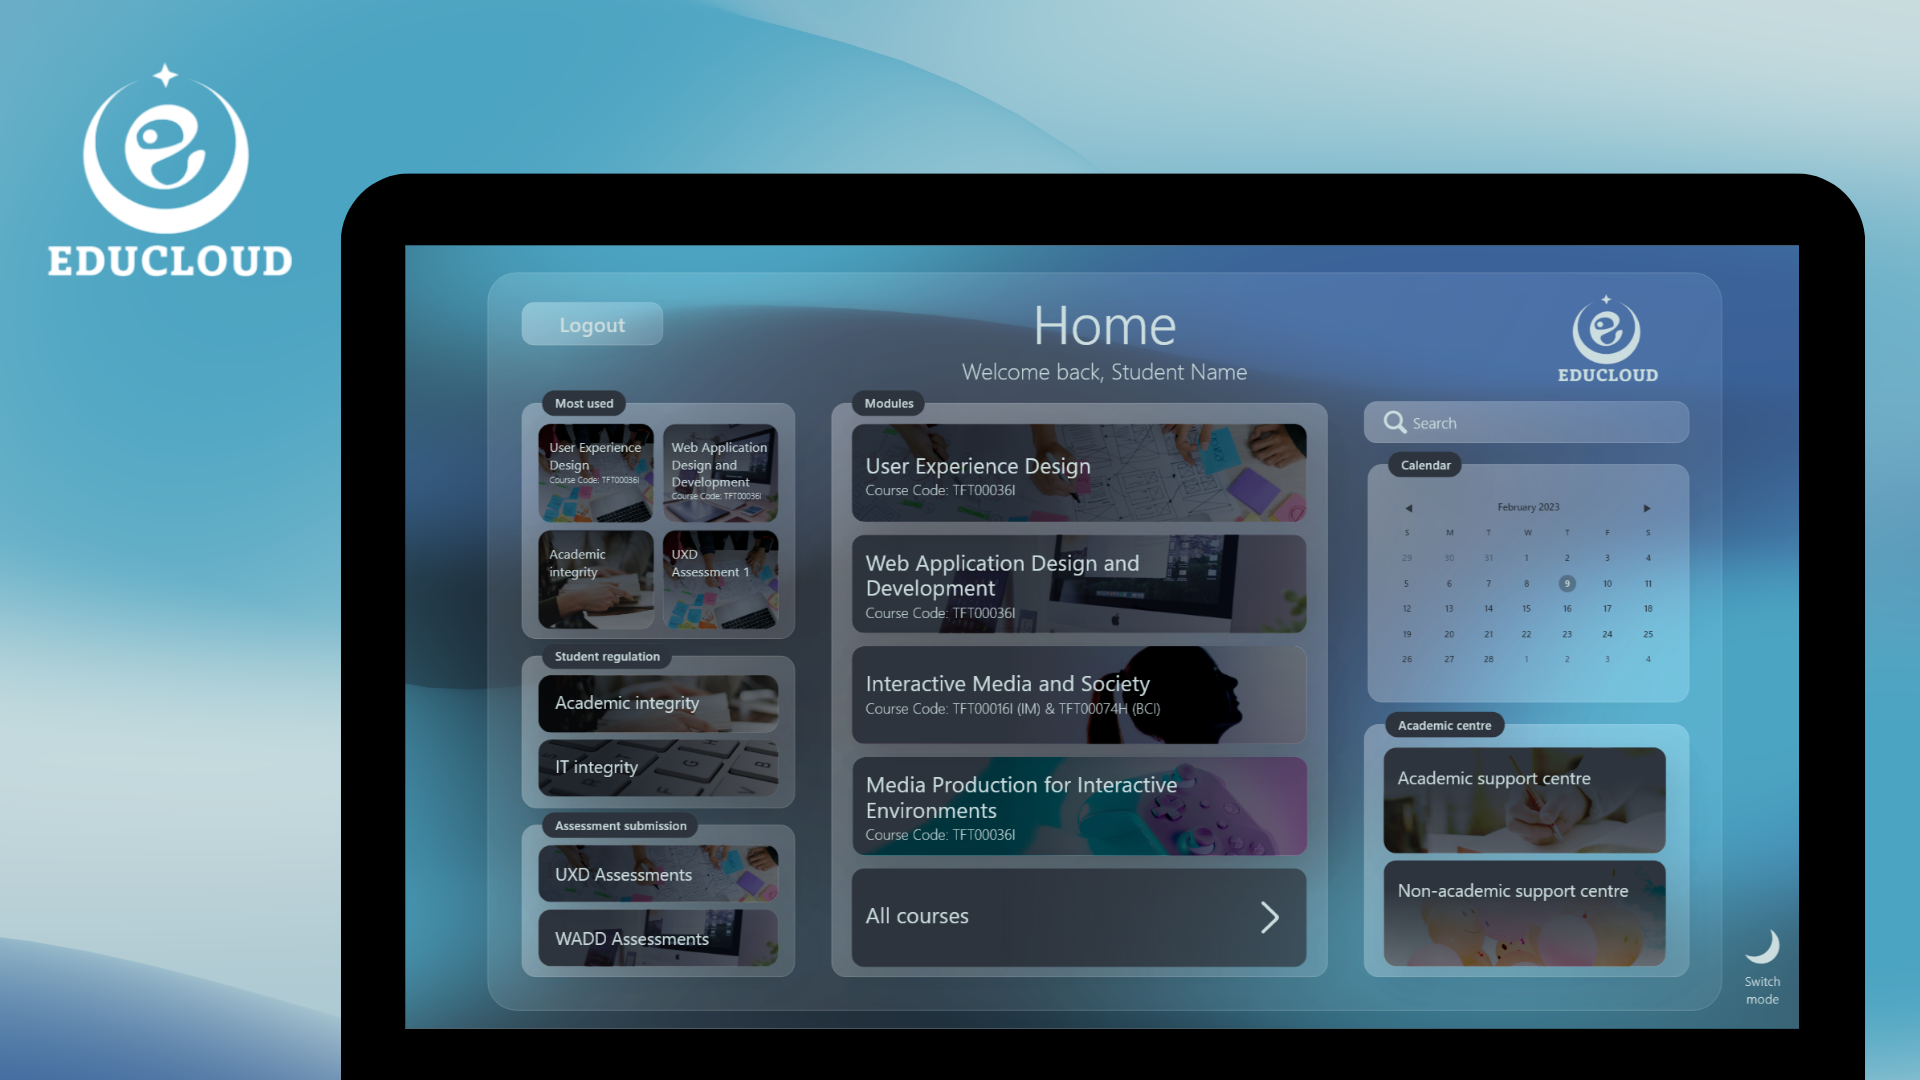 EDUCLOUD
Logout
Home
Welcome back, Student Name
EDUCLOUD
Most used
User Experience
Design
Course Code: TFT00036I
Web Application
Design and
Development
Course Code: TFT00036I
Academic
integrity
UXD
Assessment 1
Student regulation
Academic integrity
IT integrity
Assessment submission
UXD Assessments
WADD Assessments
Modules
User Experience Design
Course Code: TFT00036I
Web Application Design and
Development
Course Code: TFT00036I
Interactive Media and Society
Course Code: TFT00016I (IM) & TFT00074H (BCI)
Media Production for Interactive
Environments
Course Code: TFT00036I
All courses
Search
Calendar
February 2023
S M T W T F S
29 30 31 1 2 3 4
5 6 7 8 9 10 11
12 13 14 15 16 17 18
19 20 21 22 23 24 25
26 27 28 1 2 3 4
Academic centre
Academic support centre
Non-academic support centre
Switch
mode